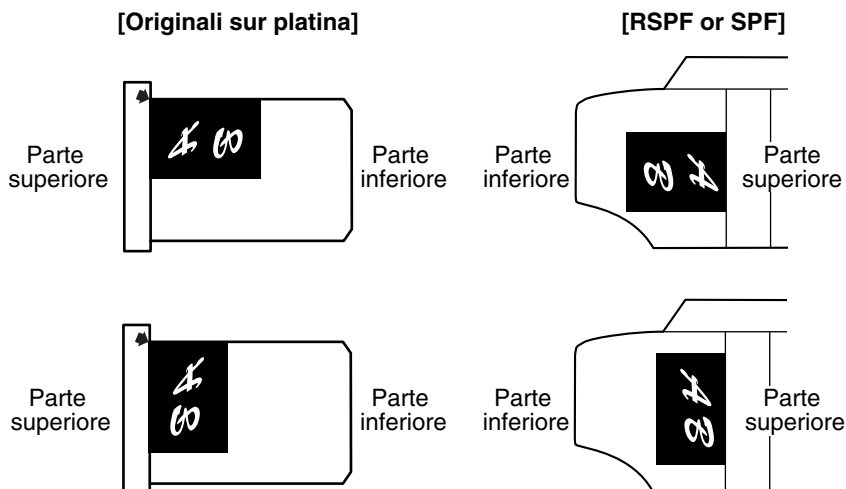 [Originali sur platina]
[RSPF or SPF]
Parte superiore
A B
Parte inferiore
Parte inferiore
A B
Parte superiore
Parte superiore
A B
Parte inferiore
Parte inferiore
A B
Parte superiore